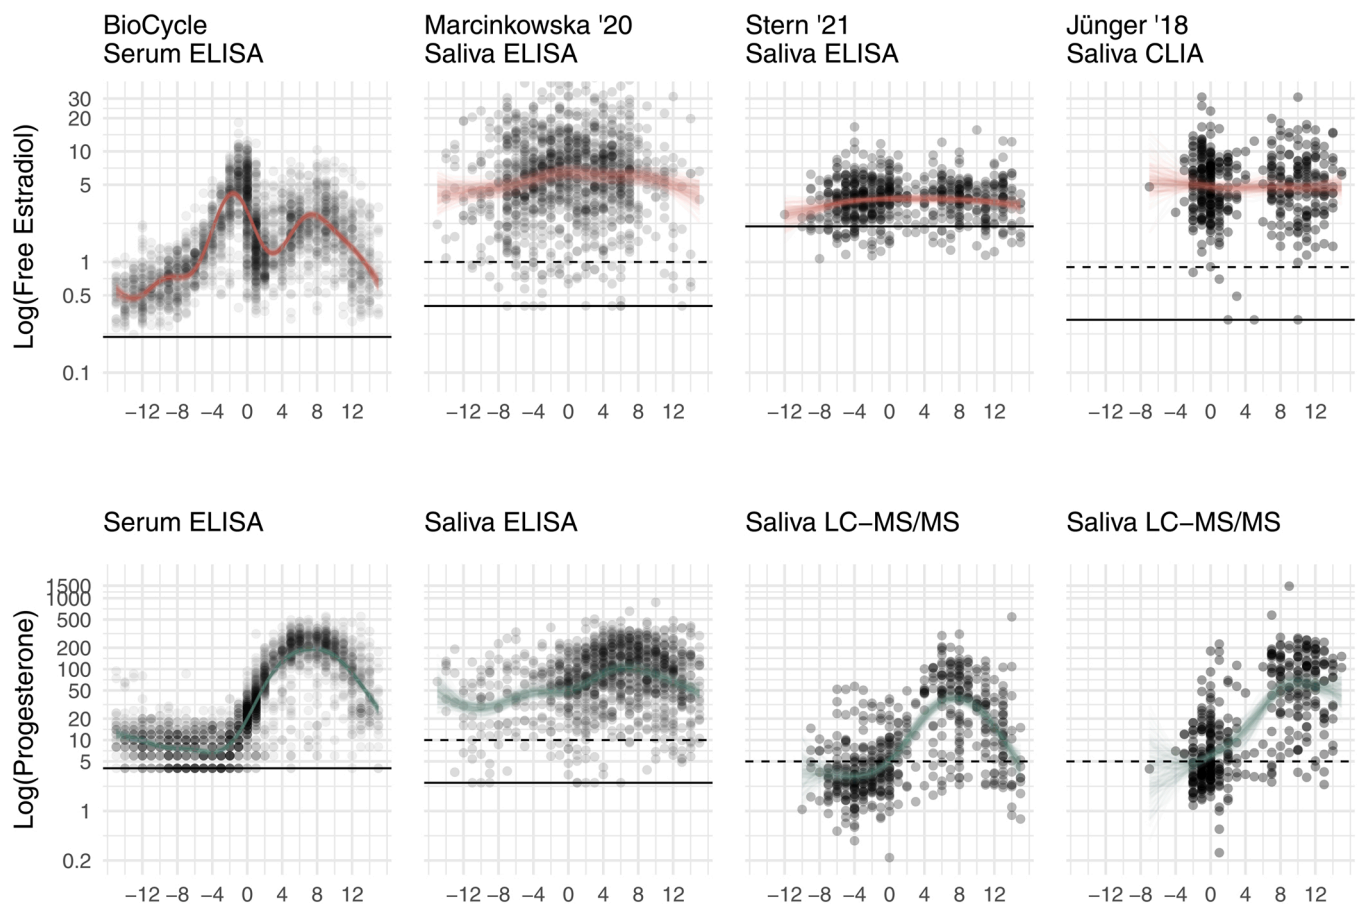 BioCycle
Serum ELISA
Marcinkowska '20
Saliva ELISA
Stern '21
Saliva ELISA
Jünger '18
Saliva CLIA
Log(Free Estradiol)
30
20
10
5
1
0.5
0.1
−12 −8 −4 0 4 8 12
−12 −8 −4 0 4 8 12
−12 −8 −4 0 4 8 12
−12 −8 −4 0 4 8 12
Serum ELISA
Saliva ELISA
Saliva LC−MS/MS
Saliva LC−MS/MS
Log(Progesterone)
1500
1000
500
200
100
50
20
10
5
1
0.2
−12 −8 −4 0 4 8 12
−12 −8 −4 0 4 8 12
−12 −8 −4 0 4 8 12
−12 −8 −4 0 4 8 12